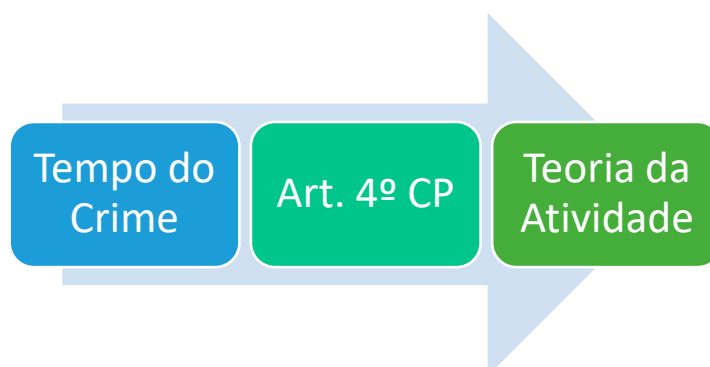 Tempo do
Crime
Art. 4º CP
Teoria da
Atividade